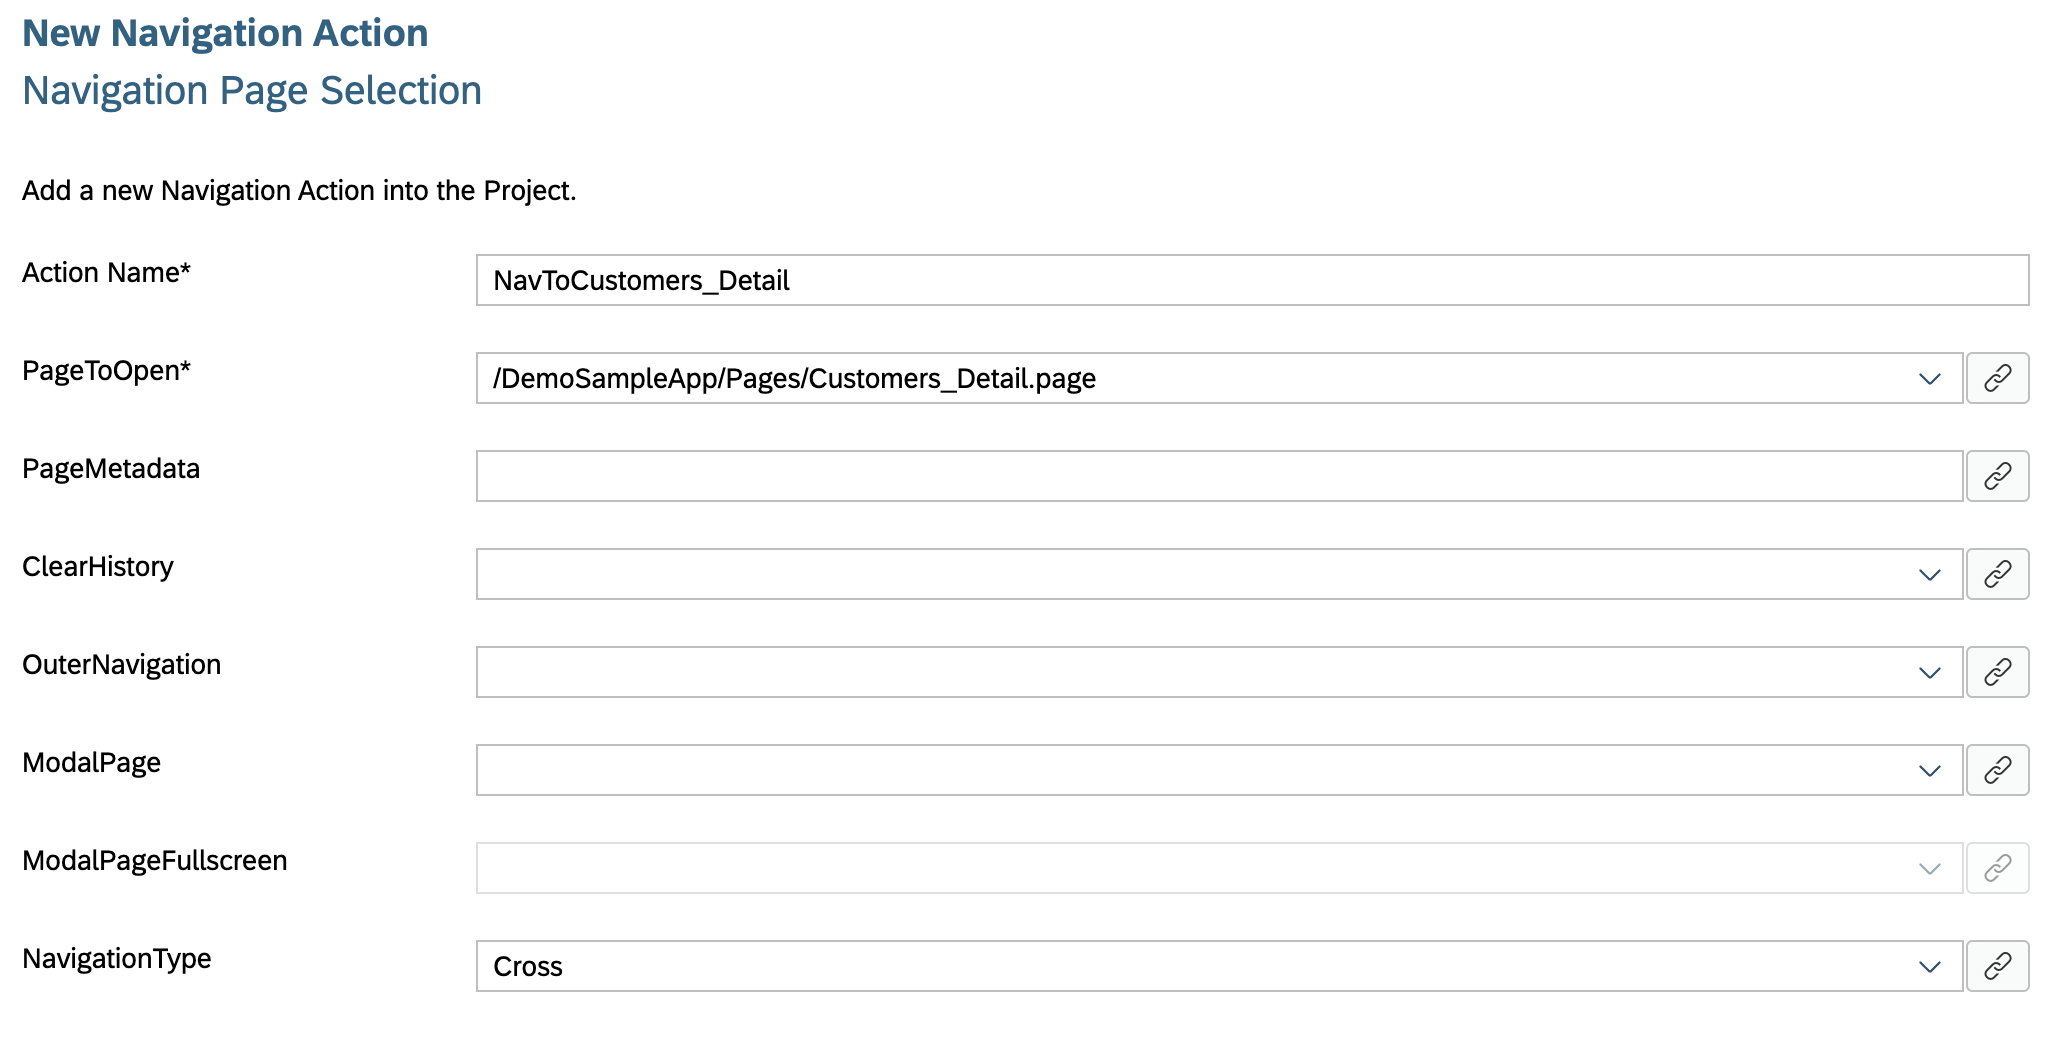 New Navigation Action
Navigation Page Selection
Add a new Navigation Action into the Project.
Action Name*
NavToCustomers_Detail
PageToOpen*
/DemoSampleApp/Pages/Customers_Detail.page
PageMetadata
ClearHistory
OuterNavigation
ModalPage
ModalPageFullscreen
NavigationType
Cross